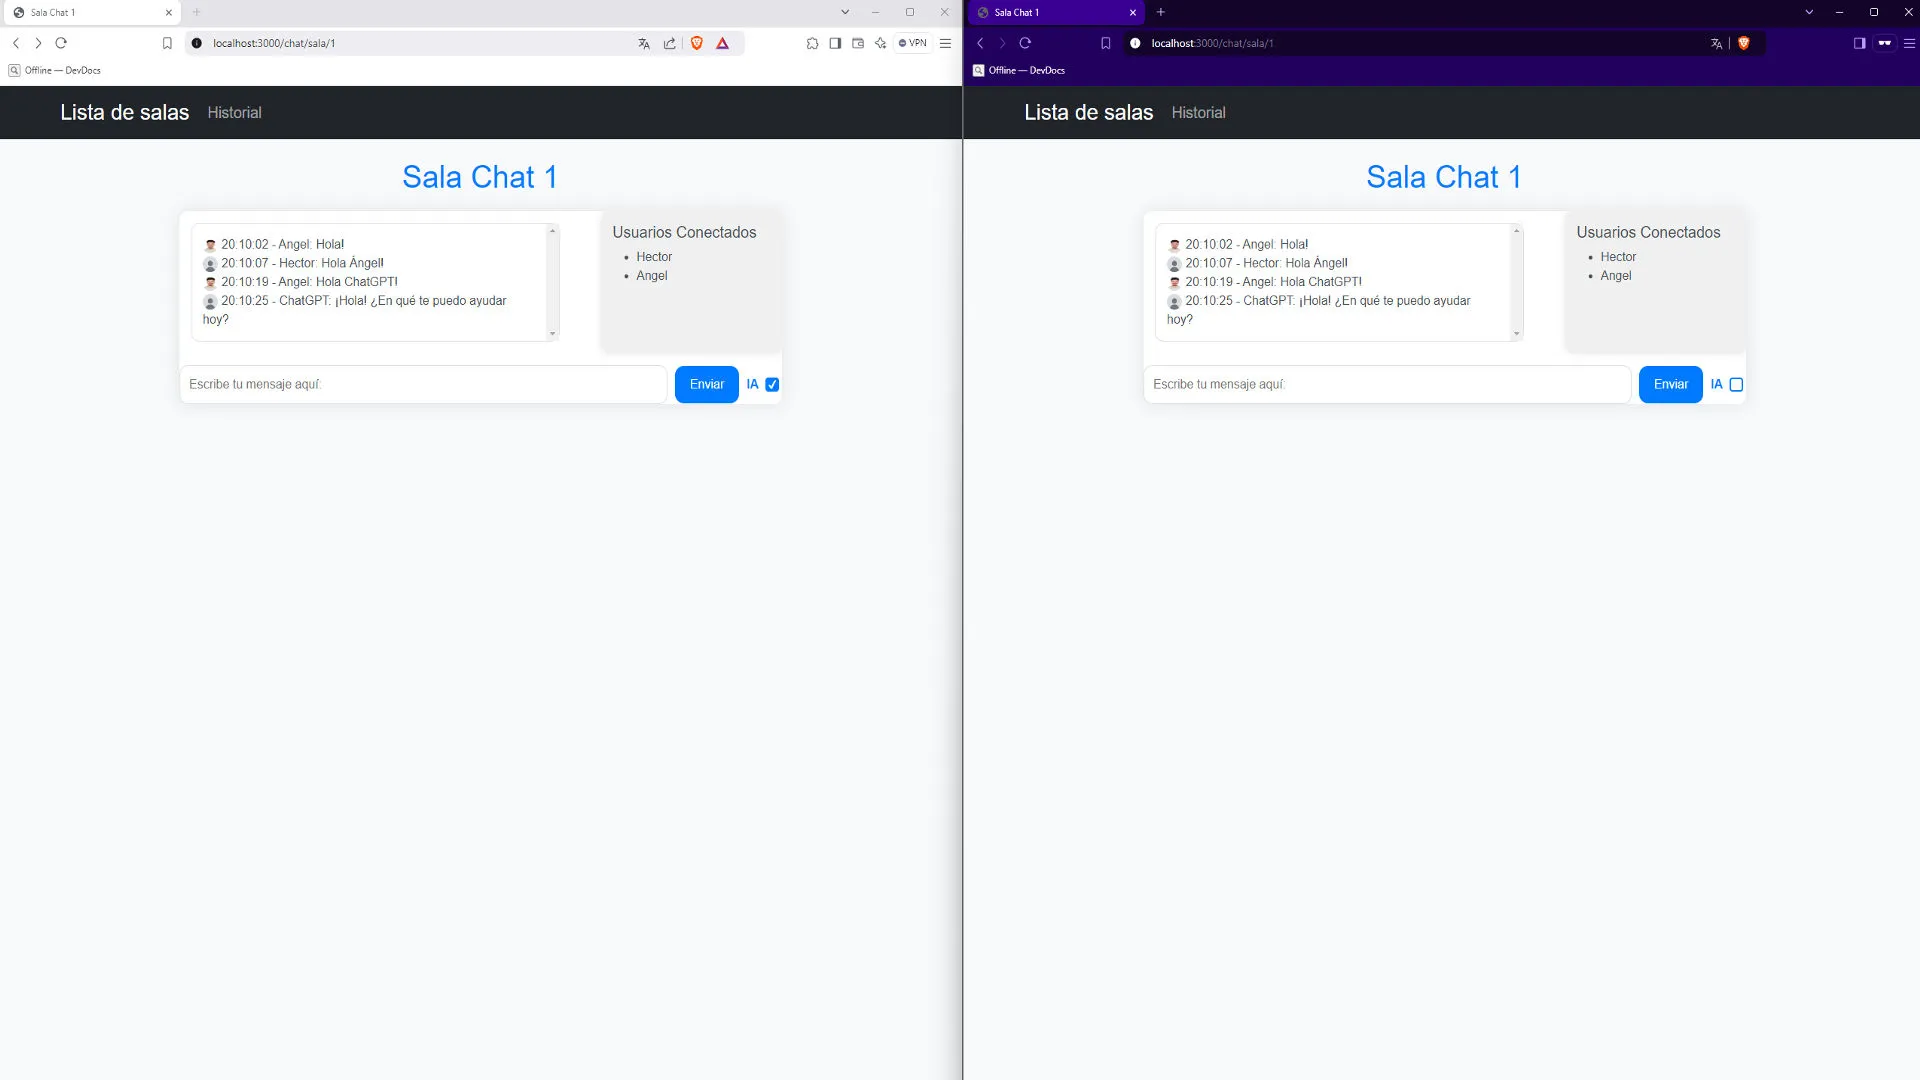 Sala Chat 1
localhost:3000/chat/sala/1
VPN
Offline — DevDocs
Lista de salas Historial
Sala Chat 1
20:10:02 - Angel: Hola!
20:10:07 - Hector: Hola Ángel!
20:10:19 - Angel: Hola ChatGPT!
20:10:25 - ChatGPT: ¡Hola! ¿En qué te puedo ayudar
hoy?
Usuarios Conectados
Hector
Angel
Escribe tu mensaje aquí:
Enviar
IA
Sala Chat 1
localhost:3000/chat/sala/1
Offline — DevDocs
Lista de salas Historial
Sala Chat 1
20:10:02 - Angel: Hola!
20:10:07 - Hector: Hola Ángel!
20:10:19 - Angel: Hola ChatGPT!
20:10:25 - ChatGPT: ¡Hola! ¿En qué te puedo ayudar
hoy?
Usuarios Conectados
Hector
Angel
Escribe tu mensaje aquí:
Enviar
IA